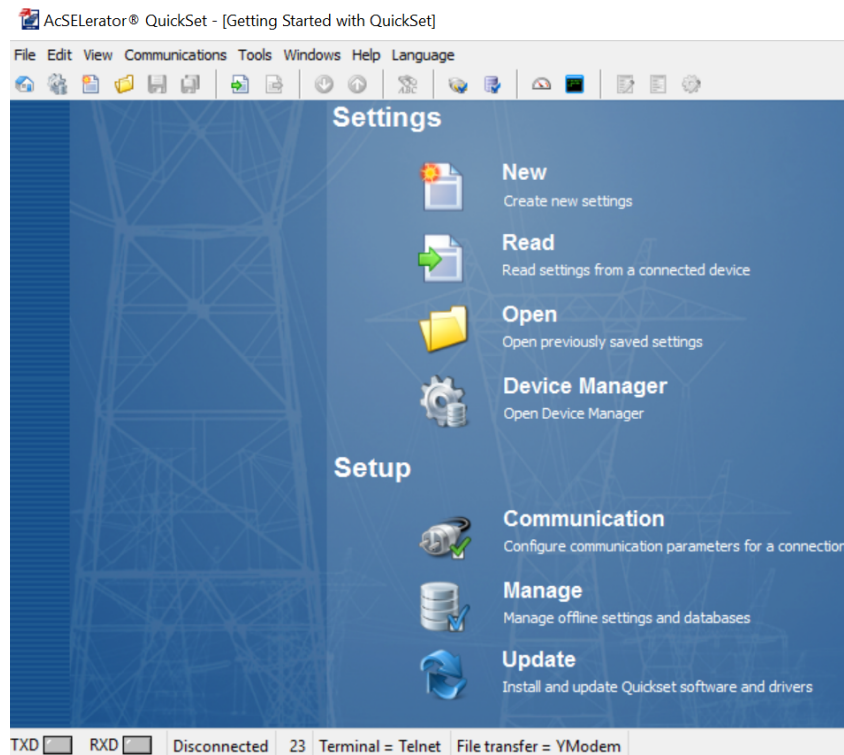 AcSELerator® QuickSet - [Getting Started with QuickSet]
File Edit View Communications Tools Windows Help Language
Settings
New
Create new settings
Read
Read settings from a connected device
Open
Open previously saved settings
Device Manager
Open Device Manager
Setup
Communication
Configure communication parameters for a connection
Manage
Manage offline settings and databases
Update
Install and update Quickset software and drivers
TXD RXD Disconnected 23 Terminal = Telnet File transfer = YModem